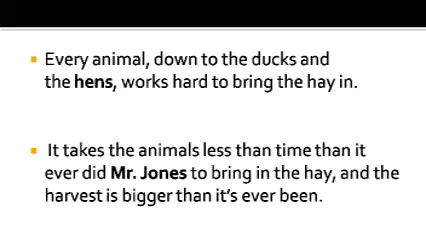 Every animal, down to the ducks and
the hens, works hard to bring the hay in.
It takes the animals less than time than it
ever did Mr. Jones to bring in the hay, and the
harvest is bigger than it's ever been.